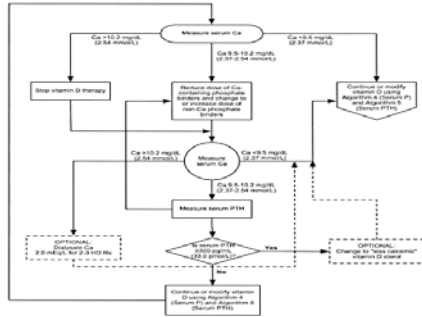 Measure serum Ca
Ca >10.2 mg/dL
(2.54 mmol/L)
Ca 9.5-10.2 mg/dL
(2.37-2.54 mmol/L)
Ca <9.5 mg/dL
(2.37 mmol/L)
Stop vitamin D therapy
Reduce dose of Ca-
containing phosphate
binders and change to
or increase dose of
non-Ca phosphate
binders
Continue or modify
vitamin D using
Algorithm 4 (Serum P)
and Algorithm 5
(Serum PTH)
Ca >10.2 mg/dL
(2.54 mmol/L)
Measure
serum Ca
Ca <9.5 mg/dL
(2.37 mmol/L)
Ca 9.5-10.2 mg/dL
(2.37-2.54 mmol/L)
Measure serum PTH
OPTIONAL:
Dialysate Ca
2.0 mEq/L for 2-3 HD Rx
Is serum PTH
≥300 pg/mL
(33.0 pmol/L)?
Yes
OPTIONAL:
Change to "less calcemic"
vitamin D sterol
No
Continue or modify vitamin
D using Algorithm 4
(Serum P) and Algorithm 5
(Serum PTH)